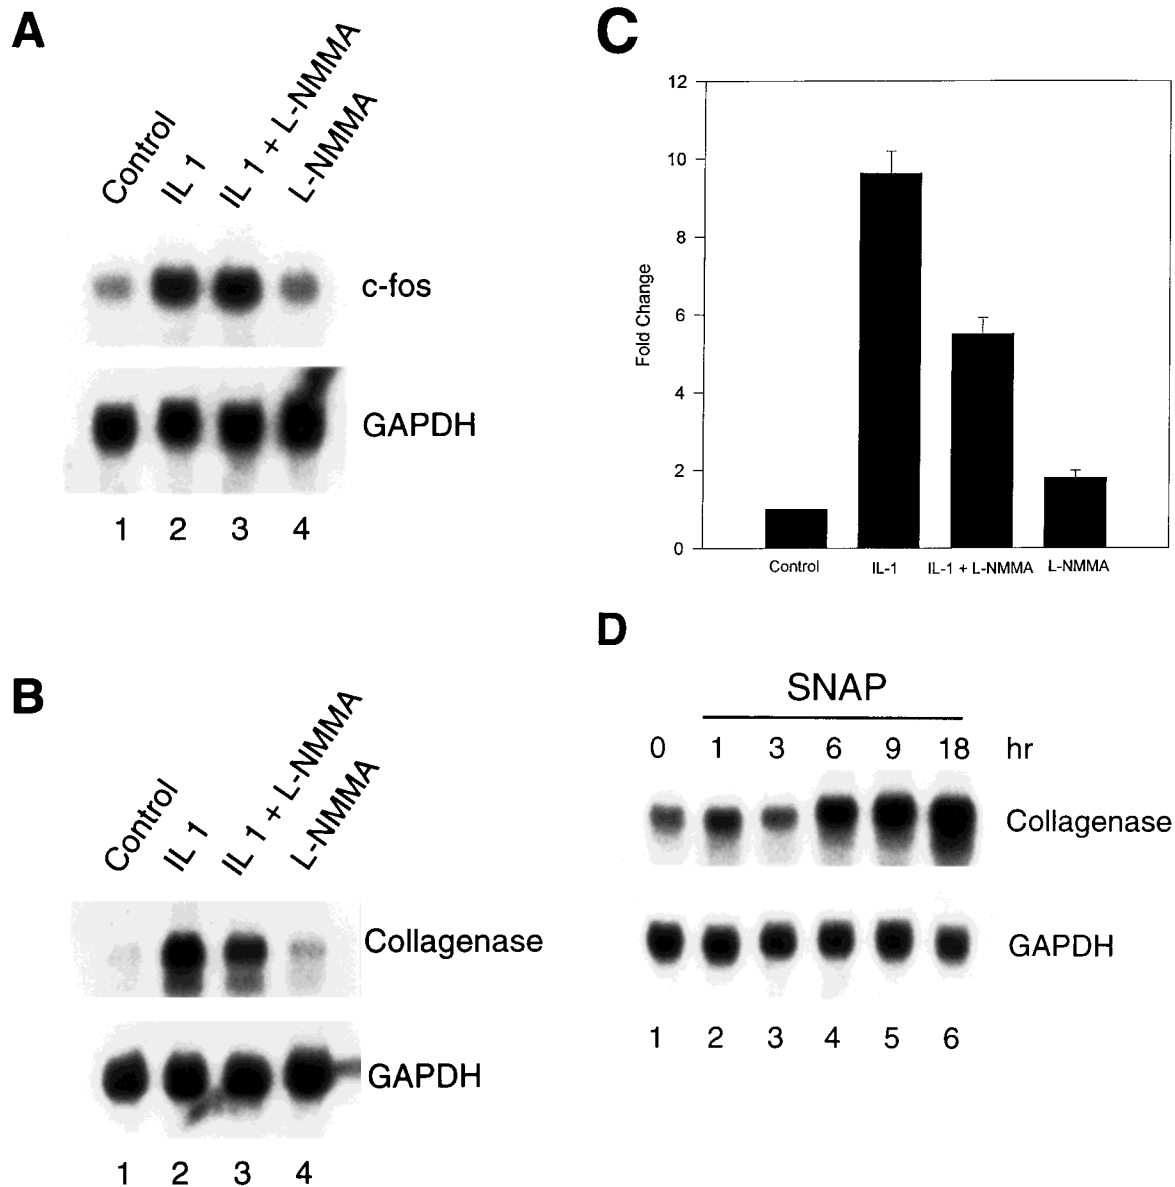 A
Control
IL 1
IL 1 + L-NMMA
L-NMMA
c-fos
GAPDH
1 2 3 4
B
Control
IL 1
IL 1 + L-NMMA
L-NMMA
Collagenase
GAPDH
1 2 3 4
C
Fold Change
12
10
8
6
4
2
0
Control IL-1 IL-1 + L-NMMA L-NMMA
D
SNAP
0 1 3 6 9 18 hr
Collagenase
GAPDH
1 2 3 4 5 6